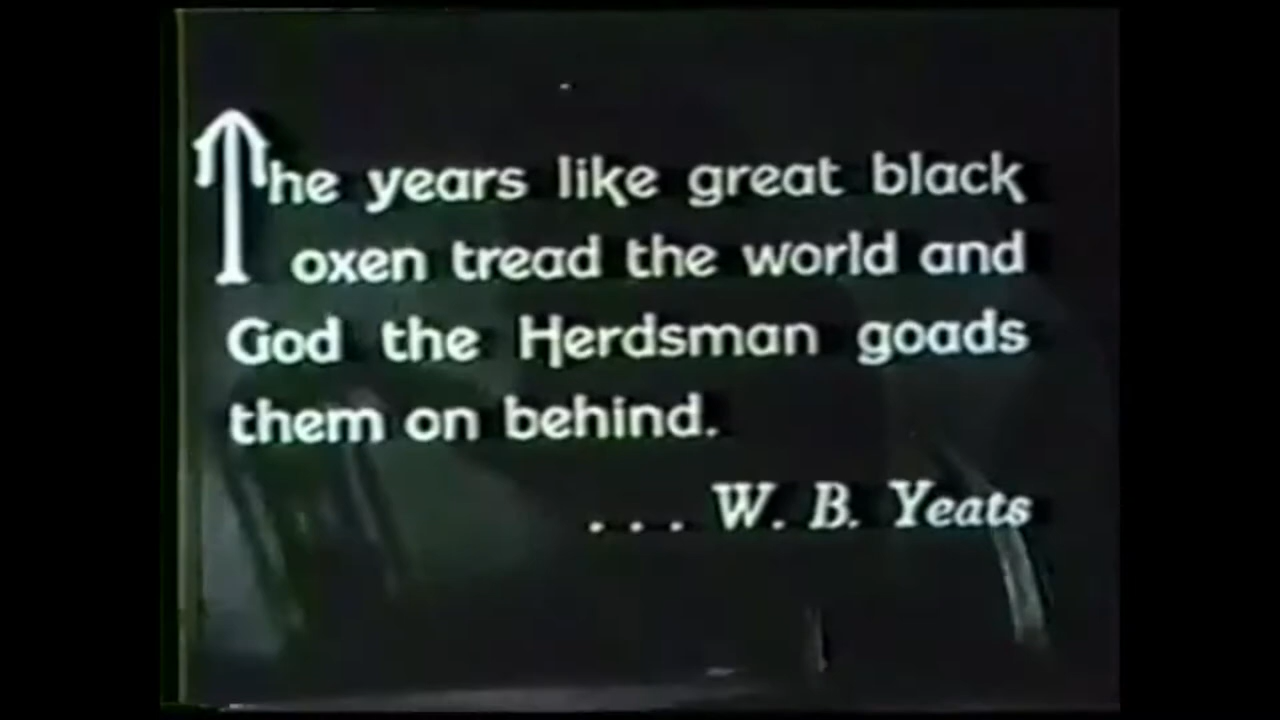 The years like great black
oxen tread the world and
God the Herdsman goads
them on behind.
... W. B. Yeats